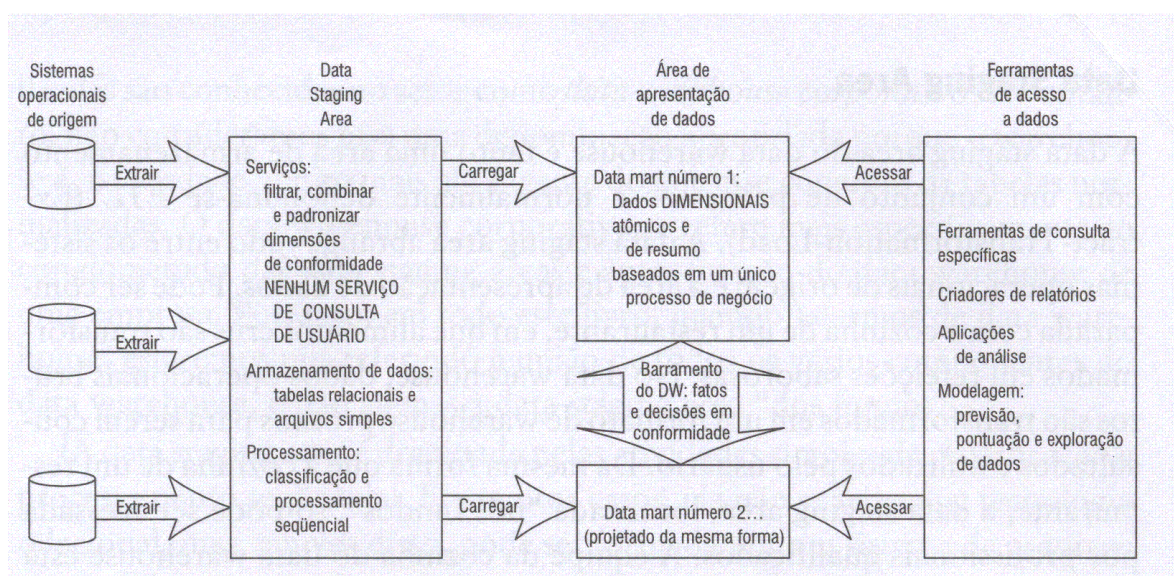 Sistemas
operacionais
de origem
Extrair
Extrair
Extrair
Data
Staging
Area
Serviços:
filtrar, combinar
e padronizar
dimensões
de conformidade
NENHUM SERVIÇO
DE CONSULTA
DE USUÁRIO
Armazenamento de dados:
tabelas relacionais e
arquivos simples
Processamento:
classificação e
processamento
seqüencial
Carregar
Carregar
Área de
apresentação
de dados
Data mart número 1:
Dados DIMENSIONAIS
atômicos e
de resumo
baseados em um único
processo de negócio
Barramento
do DW: fatos
e decisões em
conformidade
Data mart número 2...
(projetado da mesma forma)
Acessar
Acessar
Ferramentas
de acesso
a dados
Ferramentas de consulta
específicas
Criadores de relatórios
Aplicações
de análise
Modelagem:
previsão,
pontuação e exploração
de dados